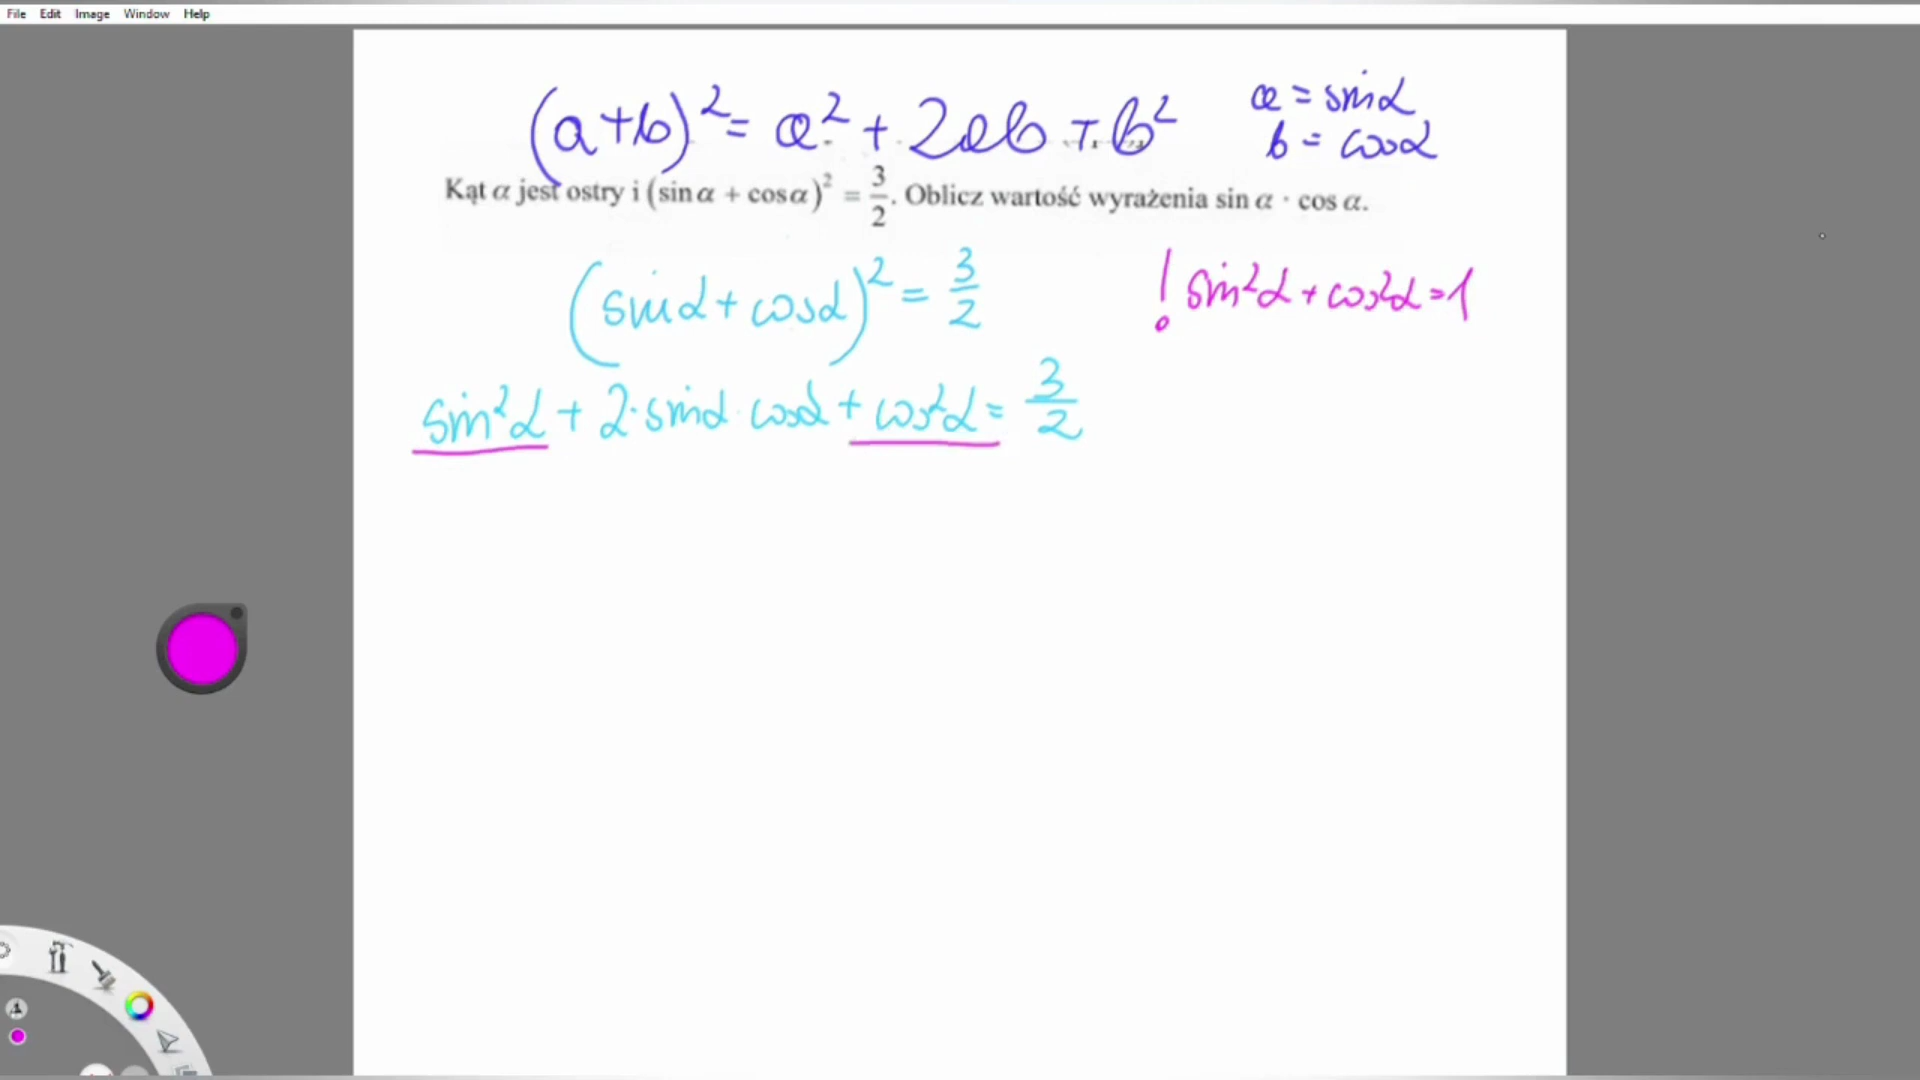 File Edit Image Window Help
(a+b)² = a² + 2ab + b²
a = sinα
b = cosα
Kąt α jest ostry i (sin α + cos α)² = 3/2. Oblicz wartość wyrażenia sin α · cos α.
(sinα + cosα)² = 3/2
! sin²α + cos²α = 1
sin²α + 2·sinα·cosα + cos²α = 3/2